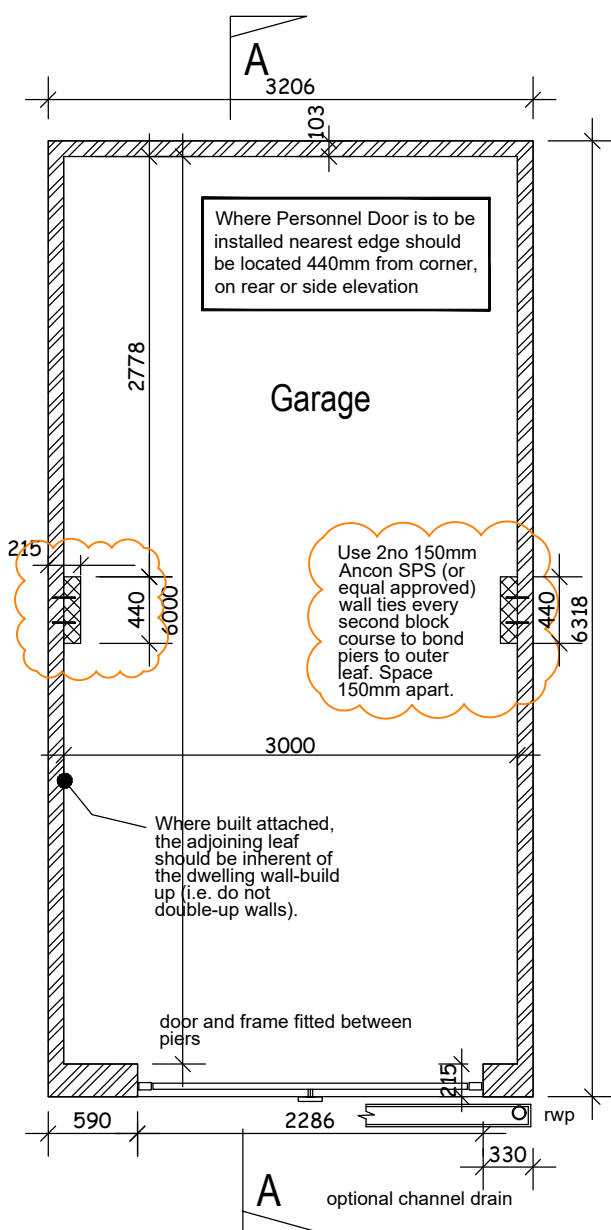 A
3206
103
Where Personnel Door is to be
installed nearest edge should
be located 440mm from corner,
on rear or side elevation
2778
Garage
215
440
6000
Use 2no 150mm
Ancon SPS (or
equal approved)
wall ties every
second block
course to bond
piers to outer
leaf. Space
150mm apart.
440
6318
3000
Where built attached,
the adjoining leaf
should be inherent of
the dwelling wall-build
up (i.e. do not
double-up walls).
door and frame fitted between
piers
215
590
2286
rwp
330
A
optional channel drain